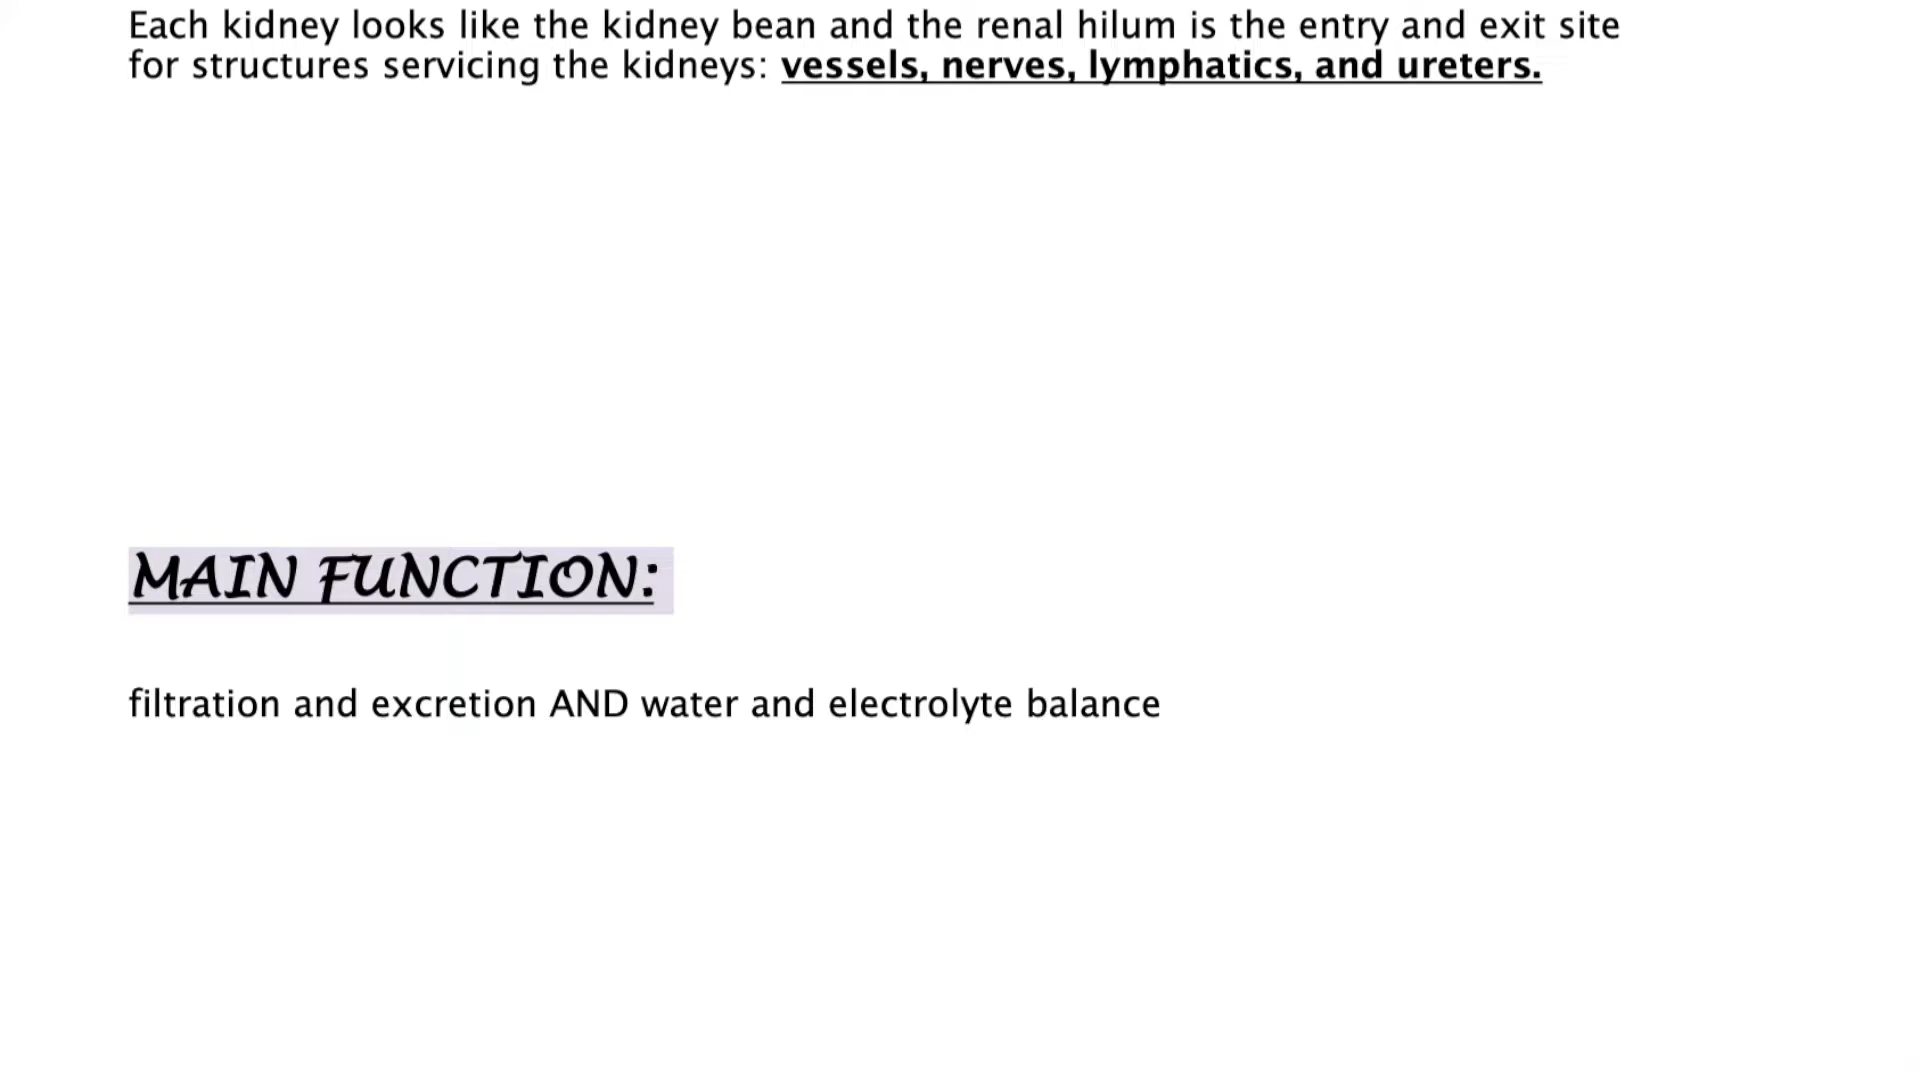 Each kidney looks like the kidney bean and the renal hilum is the entry and exit site
for structures servicing the kidneys: vessels, nerves, lymphatics, and ureters.
MAIN FUNCTION:
filtration and excretion AND water and electrolyte balance